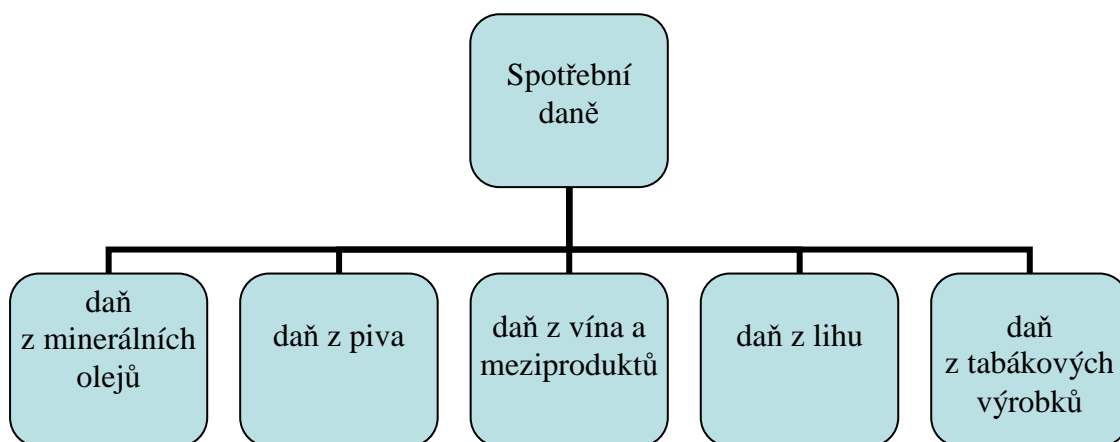 Spotřební
daně
daň
z minerálních
olejů
daň z piva
daň z vína a
meziproduktů
daň z lihu
daň
z tabákových
výrobků